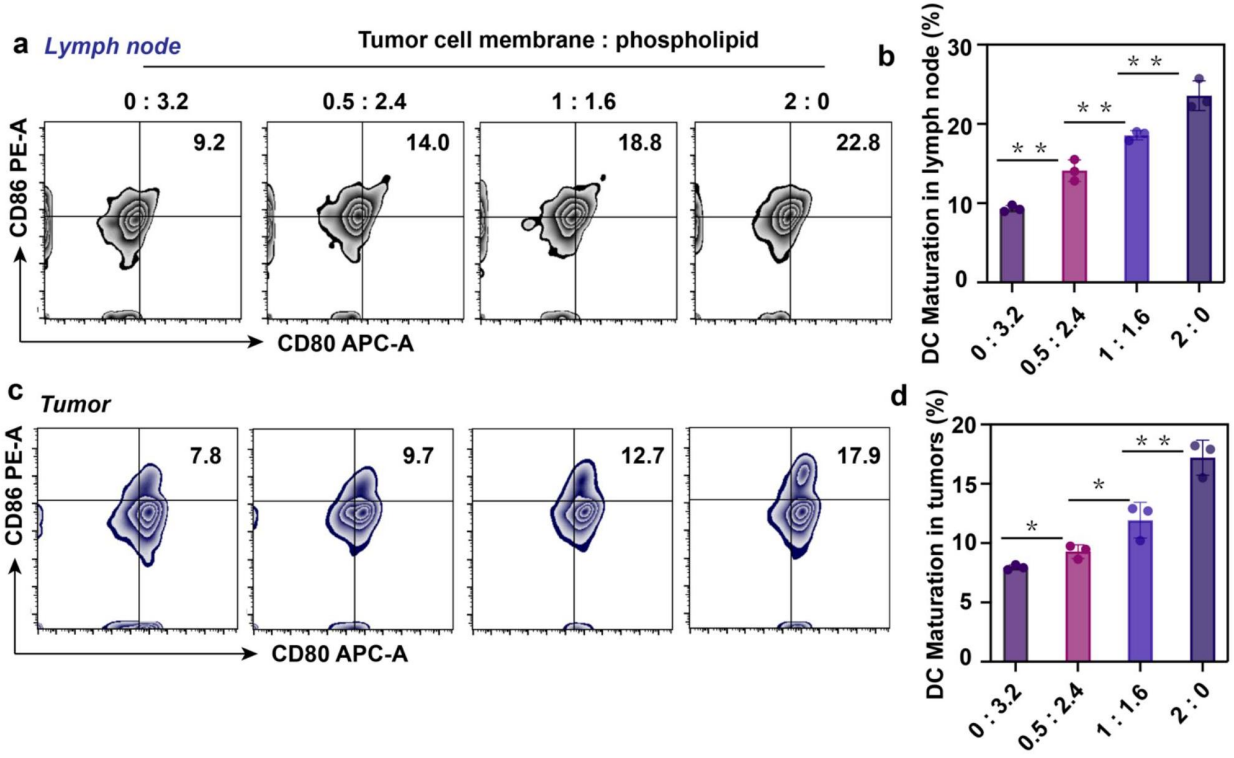 a Lymph node
Tumor cell membrane : phospholipid
0 : 3.2 0.5 : 2.4 1 : 1.6 2 : 0
CD86 PE-A
9.2 14.0 18.8 22.8
CD80 APC-A
b
DC Maturation in lymph node (%)
30
20
10
0
* *
* *
* *
0 : 3.2 0.5 : 2.4 1 : 1.6 2 : 0
c Tumor
CD86 PE-A
7.8 9.7 12.7 17.9
CD80 APC-A
d
DC Maturation in tumors (%)
20
15
10
5
0
* *
*
*
0 : 3.2 0.5 : 2.4 1 : 1.6 2 : 0